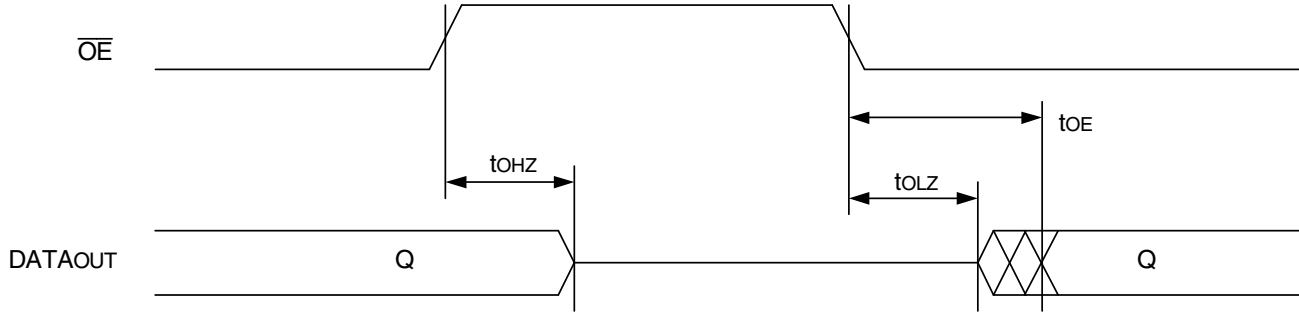 OE
tOE
tOHZ
tOLZ
DATAOUT
Q
Q